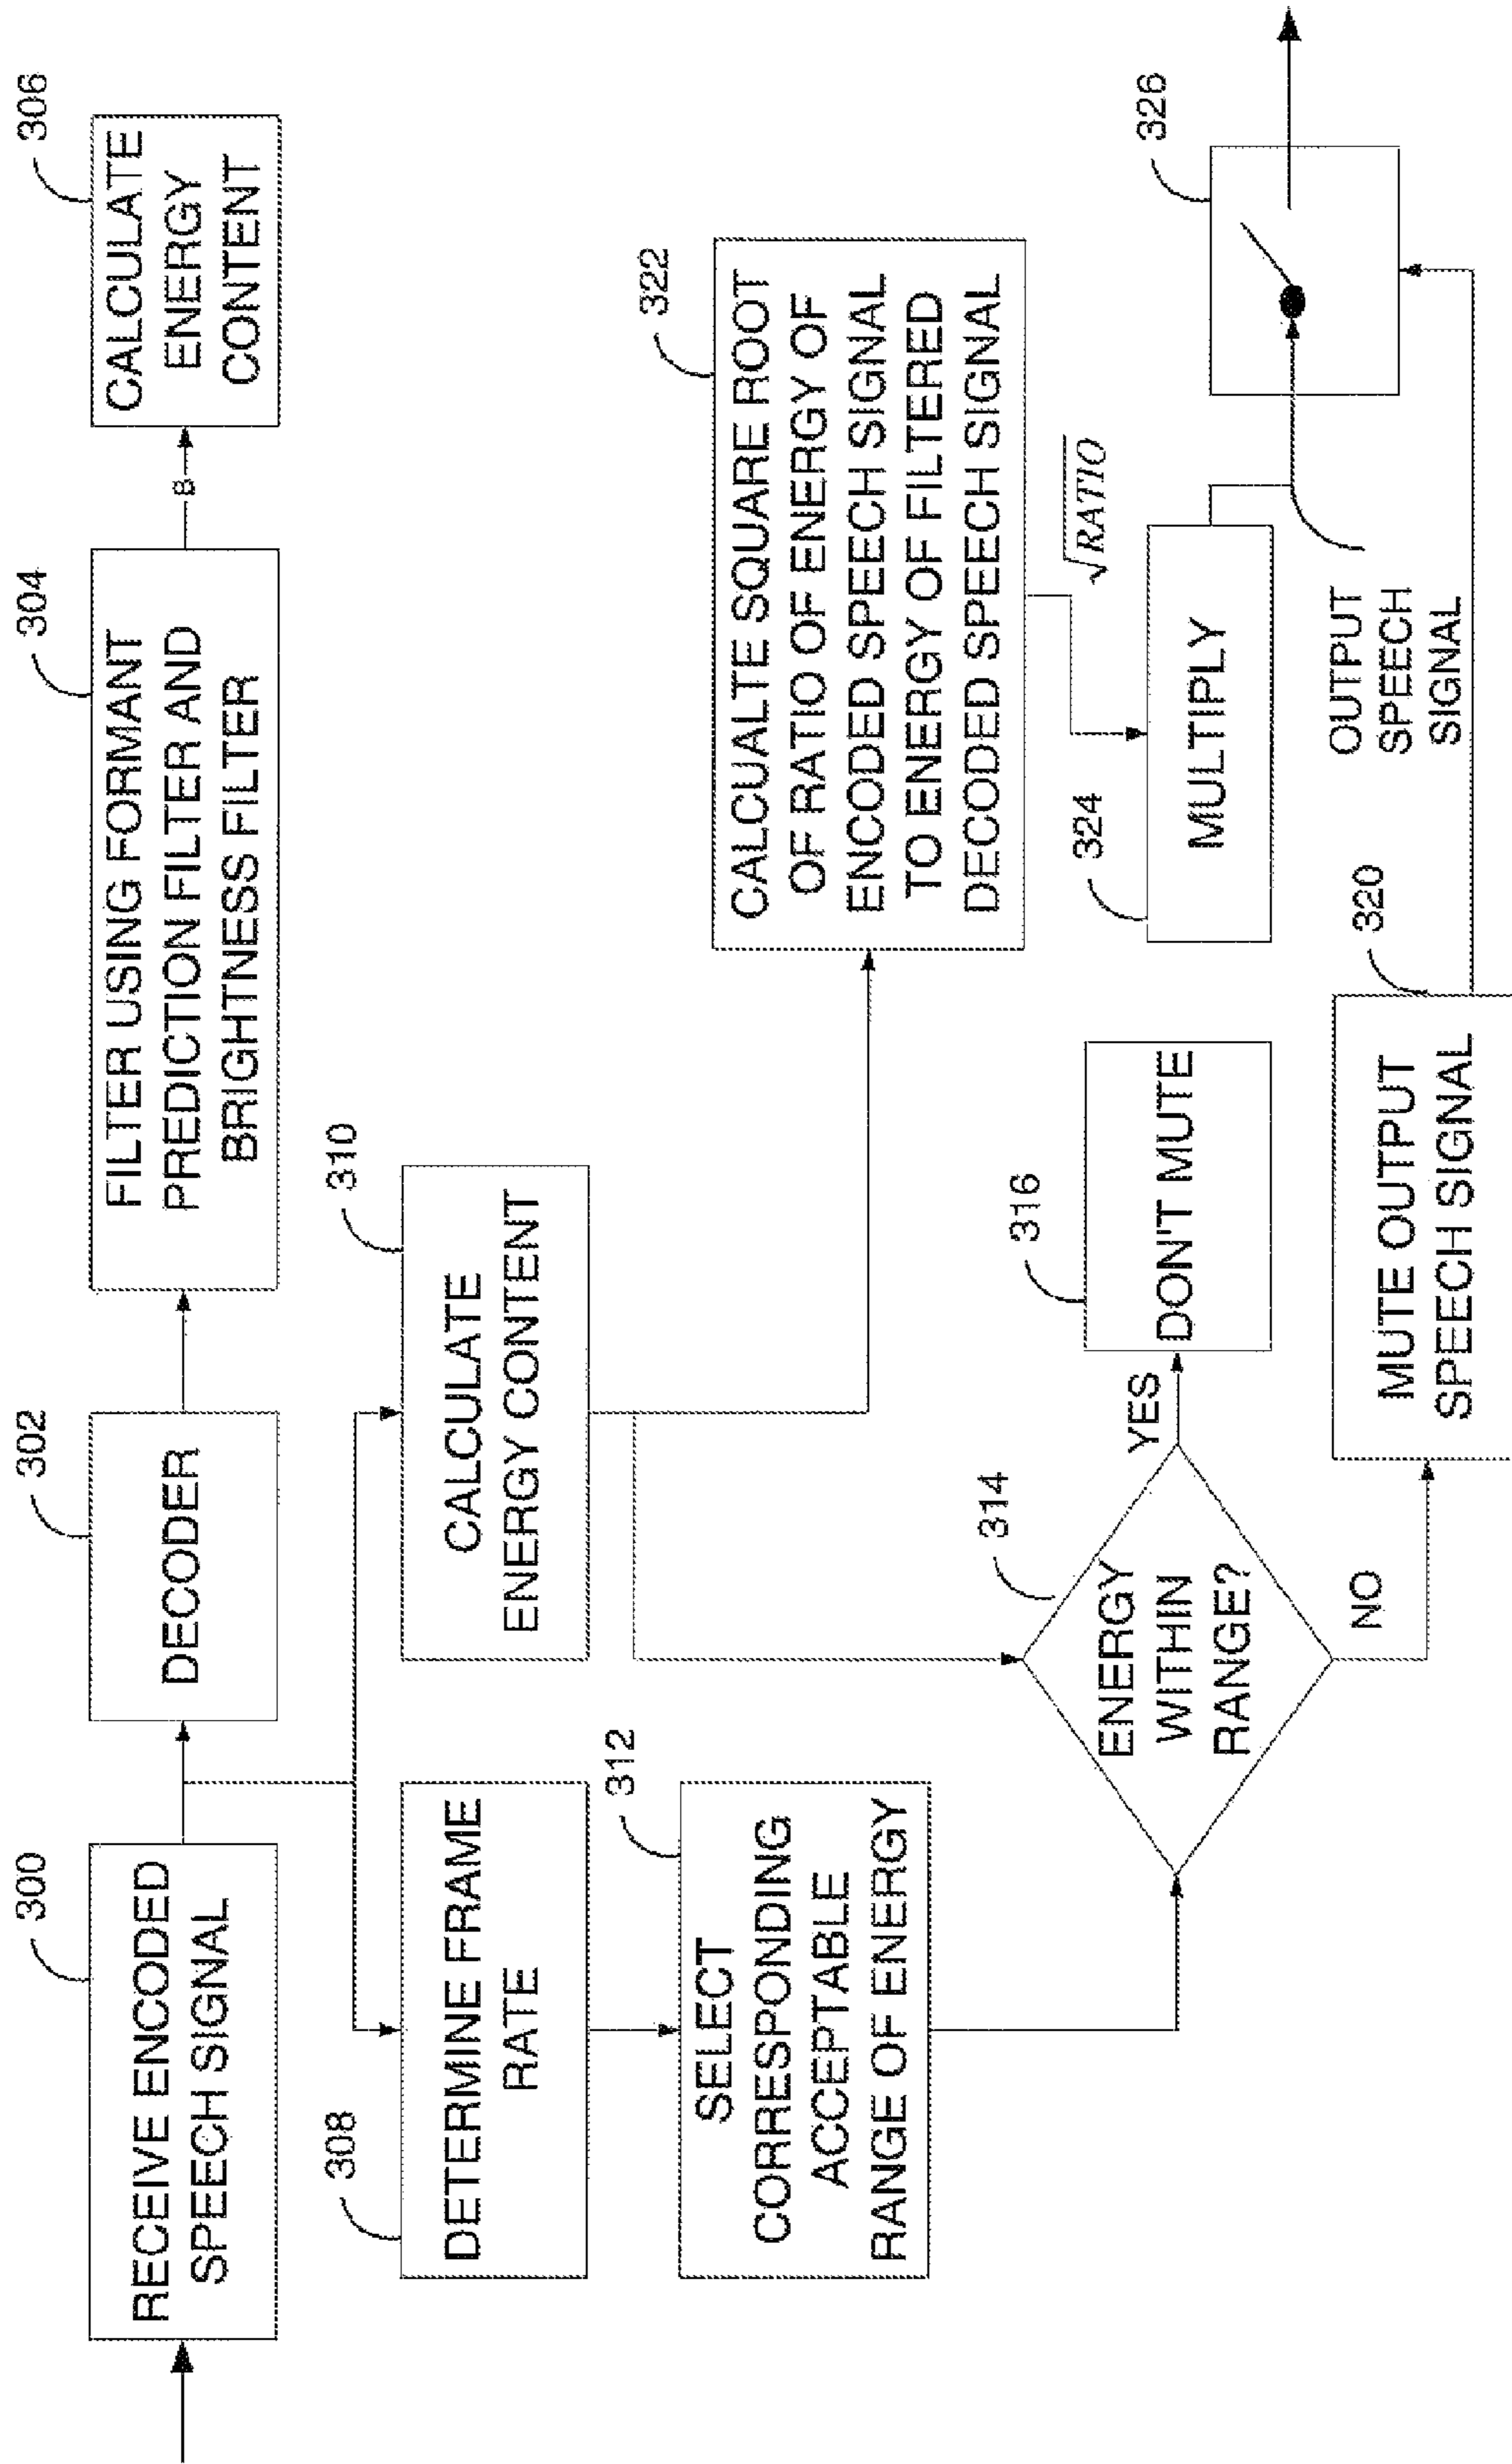 300
RECEIVE ENCODED
SPEECH SIGNAL
302
DECODER
304
FILTER USING FORMANT
PREDICTION FILTER AND
BRIGHTNESS FILTER
B
306
CALCULATE
ENERGY
CONTENT
308
DETERMINE FRAME
RATE
310
CALCULATE
ENERGY CONTENT
312
SELECT
CORRESPONDING
ACCEPTABLE
RANGE OF ENERGY
314
ENERGY
WITHIN
RANGE?
YES
316
DON'T MUTE
NO
320
MUTE OUTPUT
SPEECH SIGNAL
322
CALCUALTE SQUARE ROOT
OF RATIO OF ENERGY OF
ENCODED SPEECH SIGNAL
TO ENERGY OF FILTERED
DECODED SPEECH SIGNAL
√RATIO
324
MULTIPLY
OUTPUT
SPEECH
SIGNAL
326